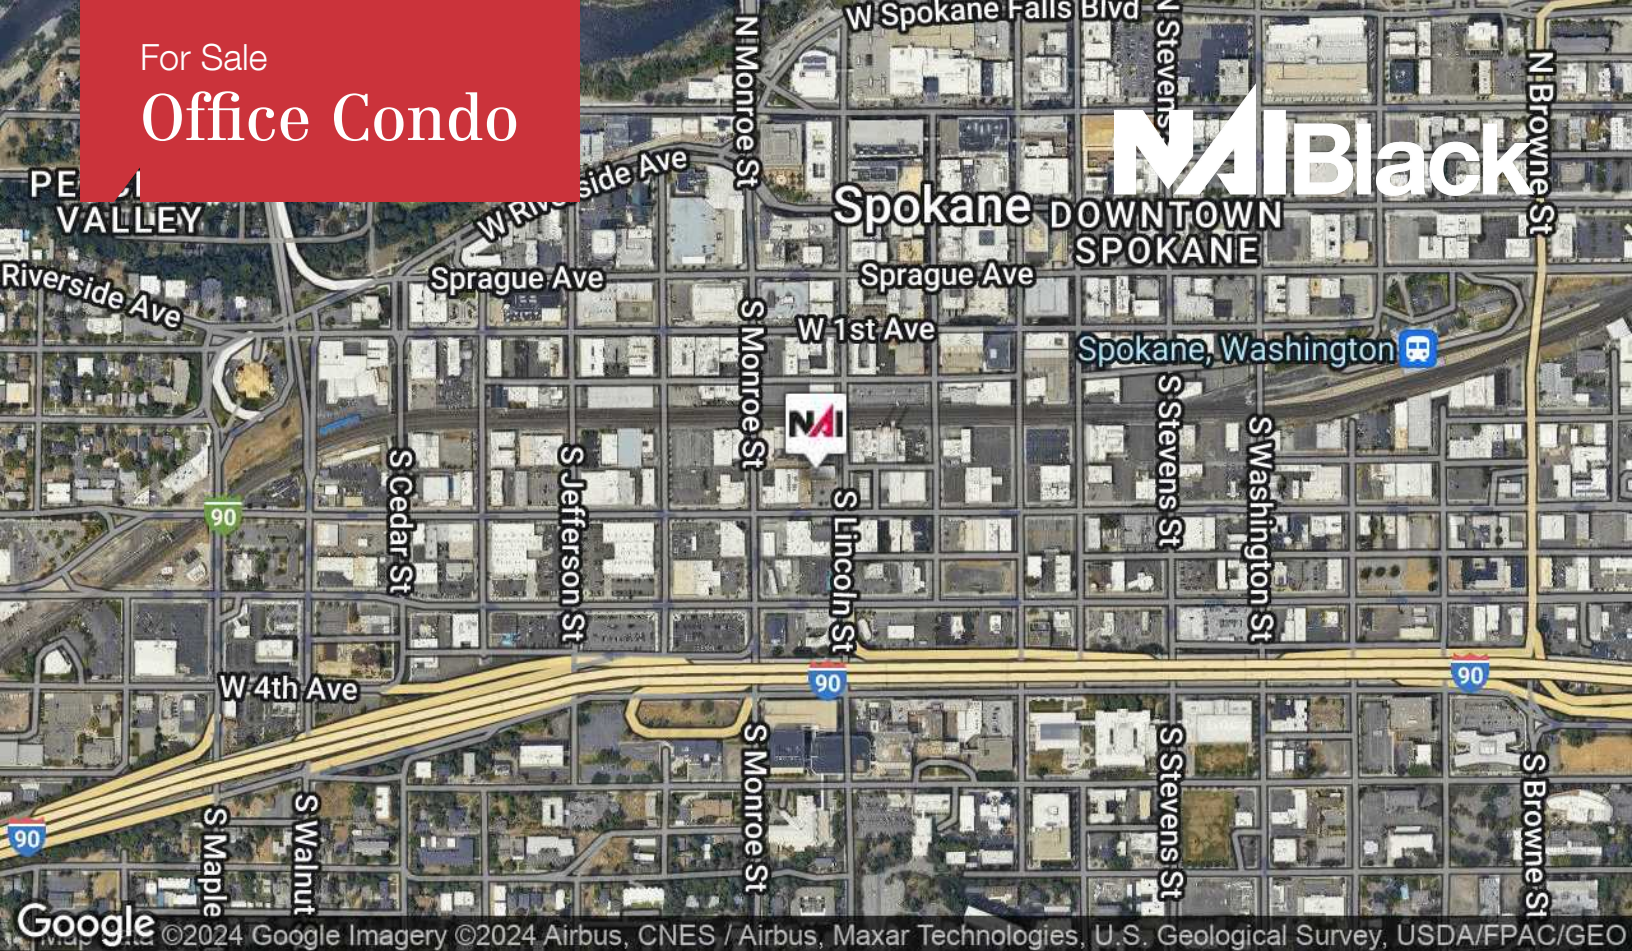 For Sale
Office Condo
W Spokane Falls Blvd
N Monroe St
N Stevens
N Browne St
NAIBlack
W Riverside Ave
VALLEY
Spokane
DOWNTOWN
SPOKANE
Riverside Ave
Sprague Ave
Sprague Ave
W 1st Ave
Spokane, Washington
S Monroe St
NAI
S Stevens St
S Washington St
S Cedar St
S Jefferson St
S Lincoln St
90
W 4th Ave
90
90
S Monroe St
S Stevens St
S Browne St
90
S Maple
S Walnut
Google
©2024 Google Imagery ©2024 Airbus, CNES / Airbus, Maxar Technologies, U.S. Geological Survey, USDA/FPAC/GEO